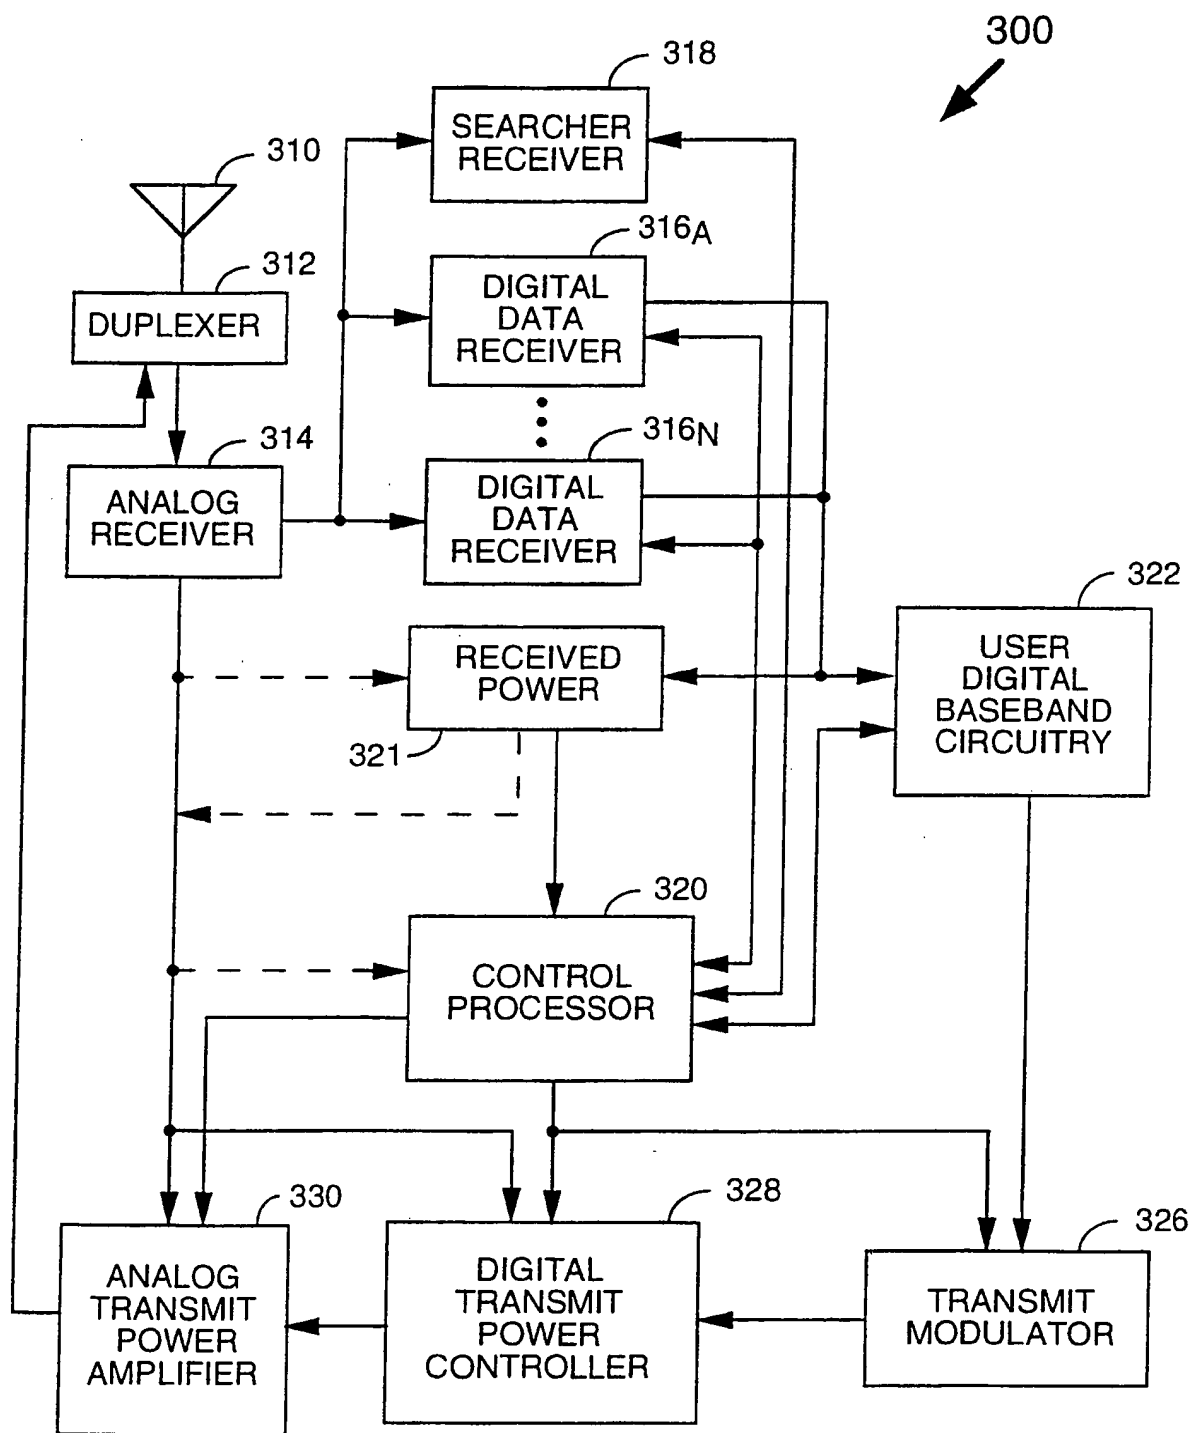 300
318
SEARCHER
RECEIVER
310
316A
312
DIGITAL
DATA
RECEIVER
DUPLEXER
314
316N
ANALOG
RECEIVER
DIGITAL
DATA
RECEIVER
322
USER
DIGITAL
BASEBAND
CIRCUITRY
RECEIVED
POWER
321
320
CONTROL
PROCESSOR
330
328
326
ANALOG
TRANSMIT
POWER
AMPLIFIER
DIGITAL
TRANSMIT
POWER
CONTROLLER
TRANSMIT
MODULATOR